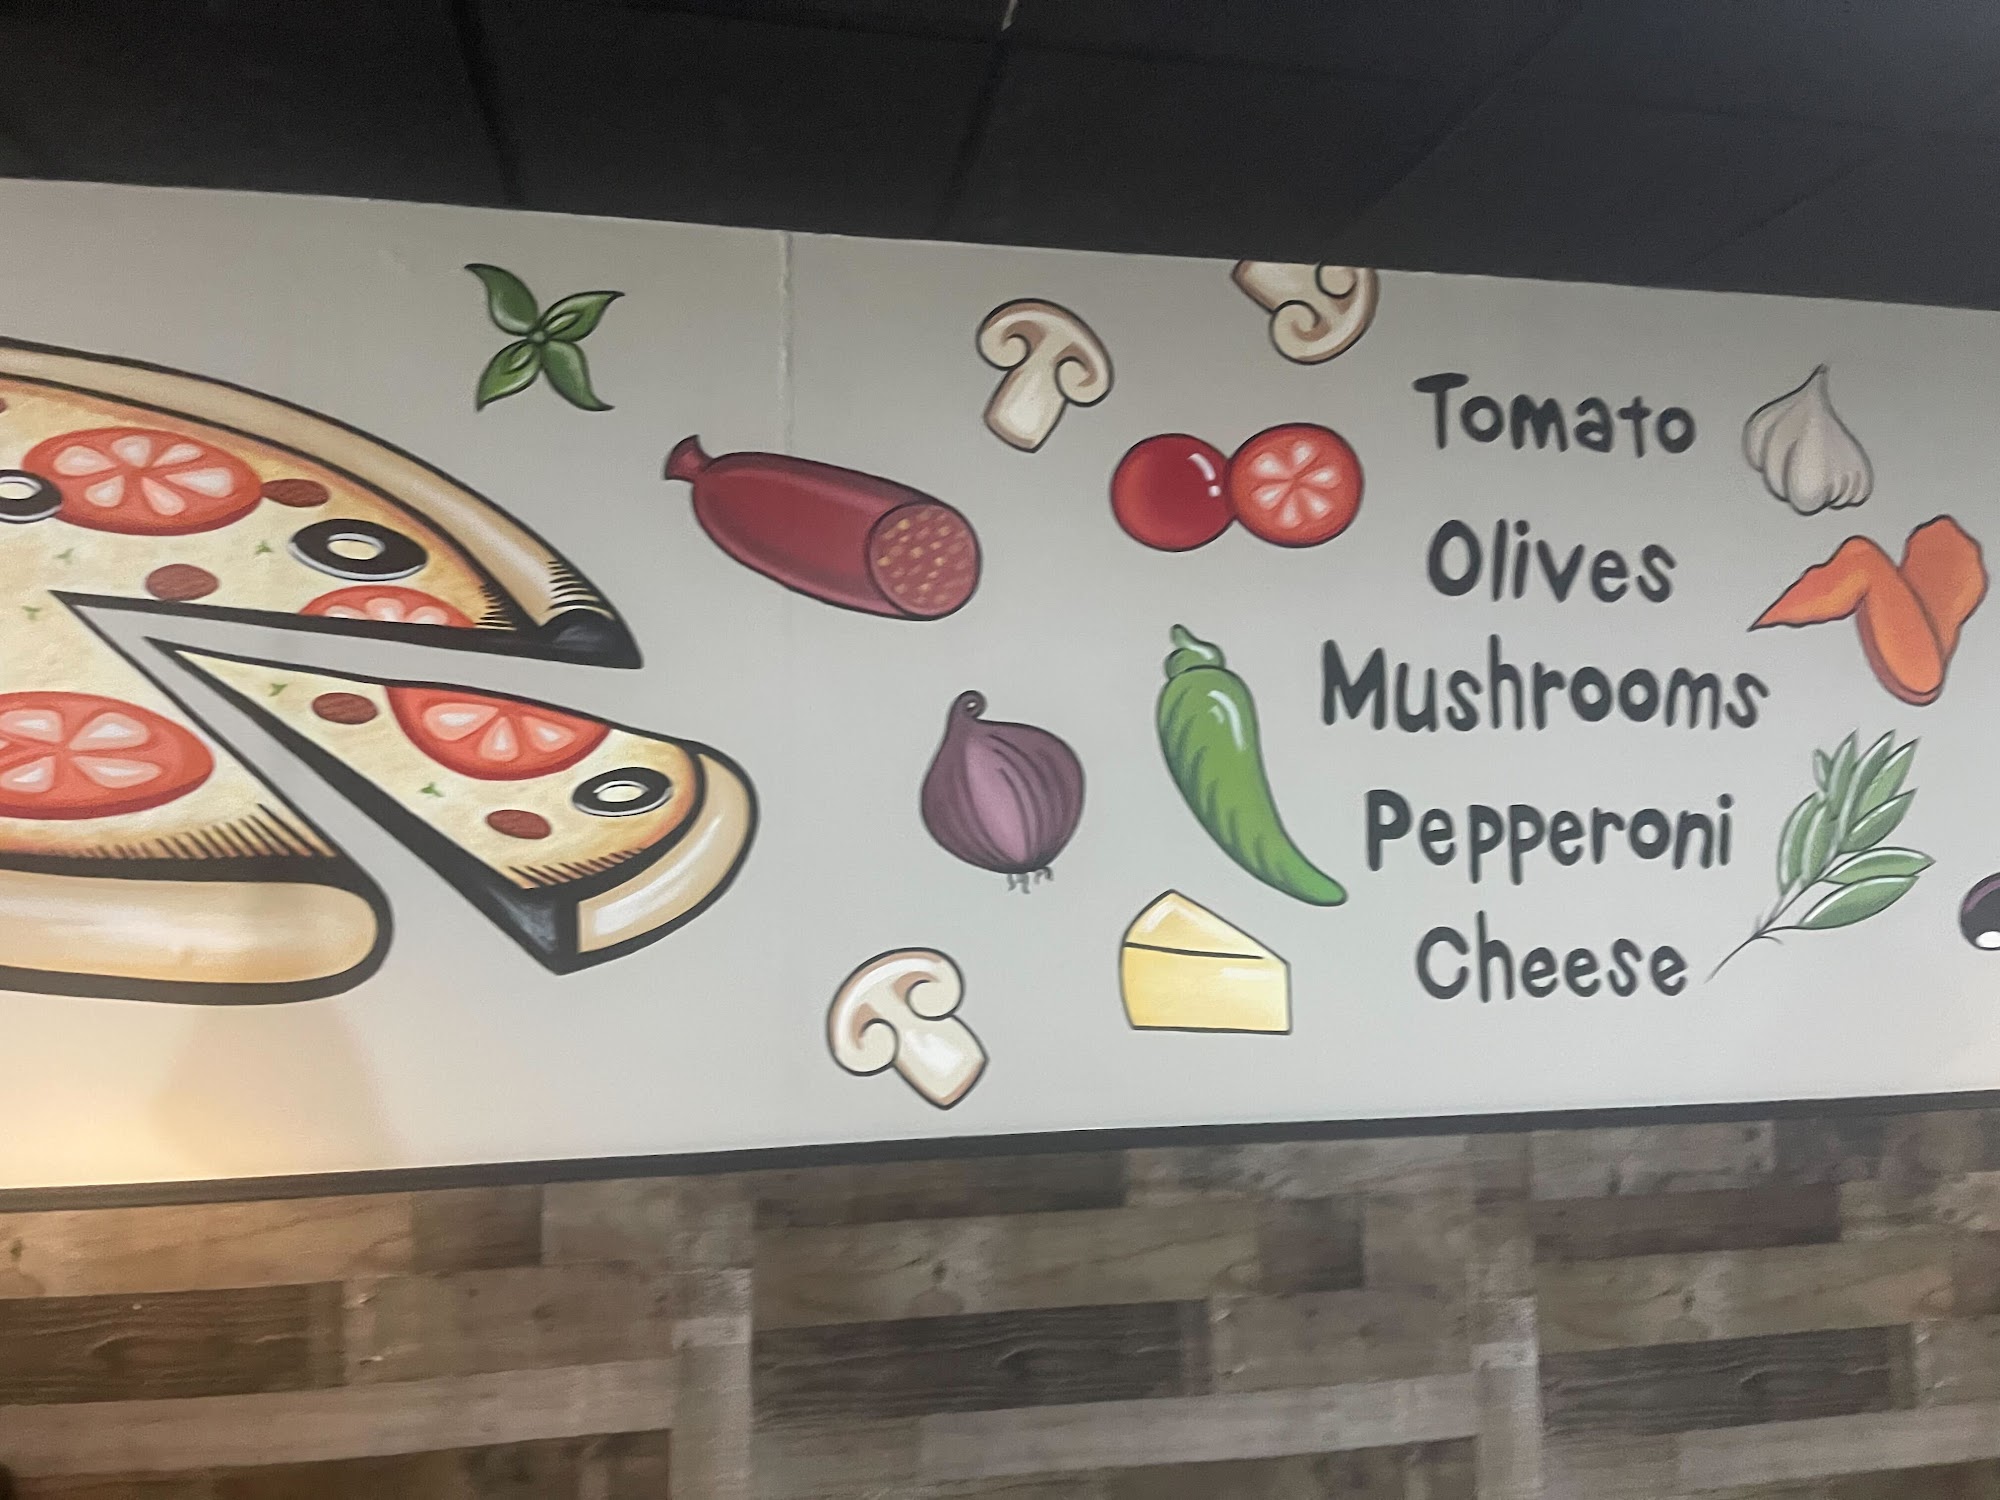 Tomato
Olives
Mushrooms
Pepperoni
Cheese